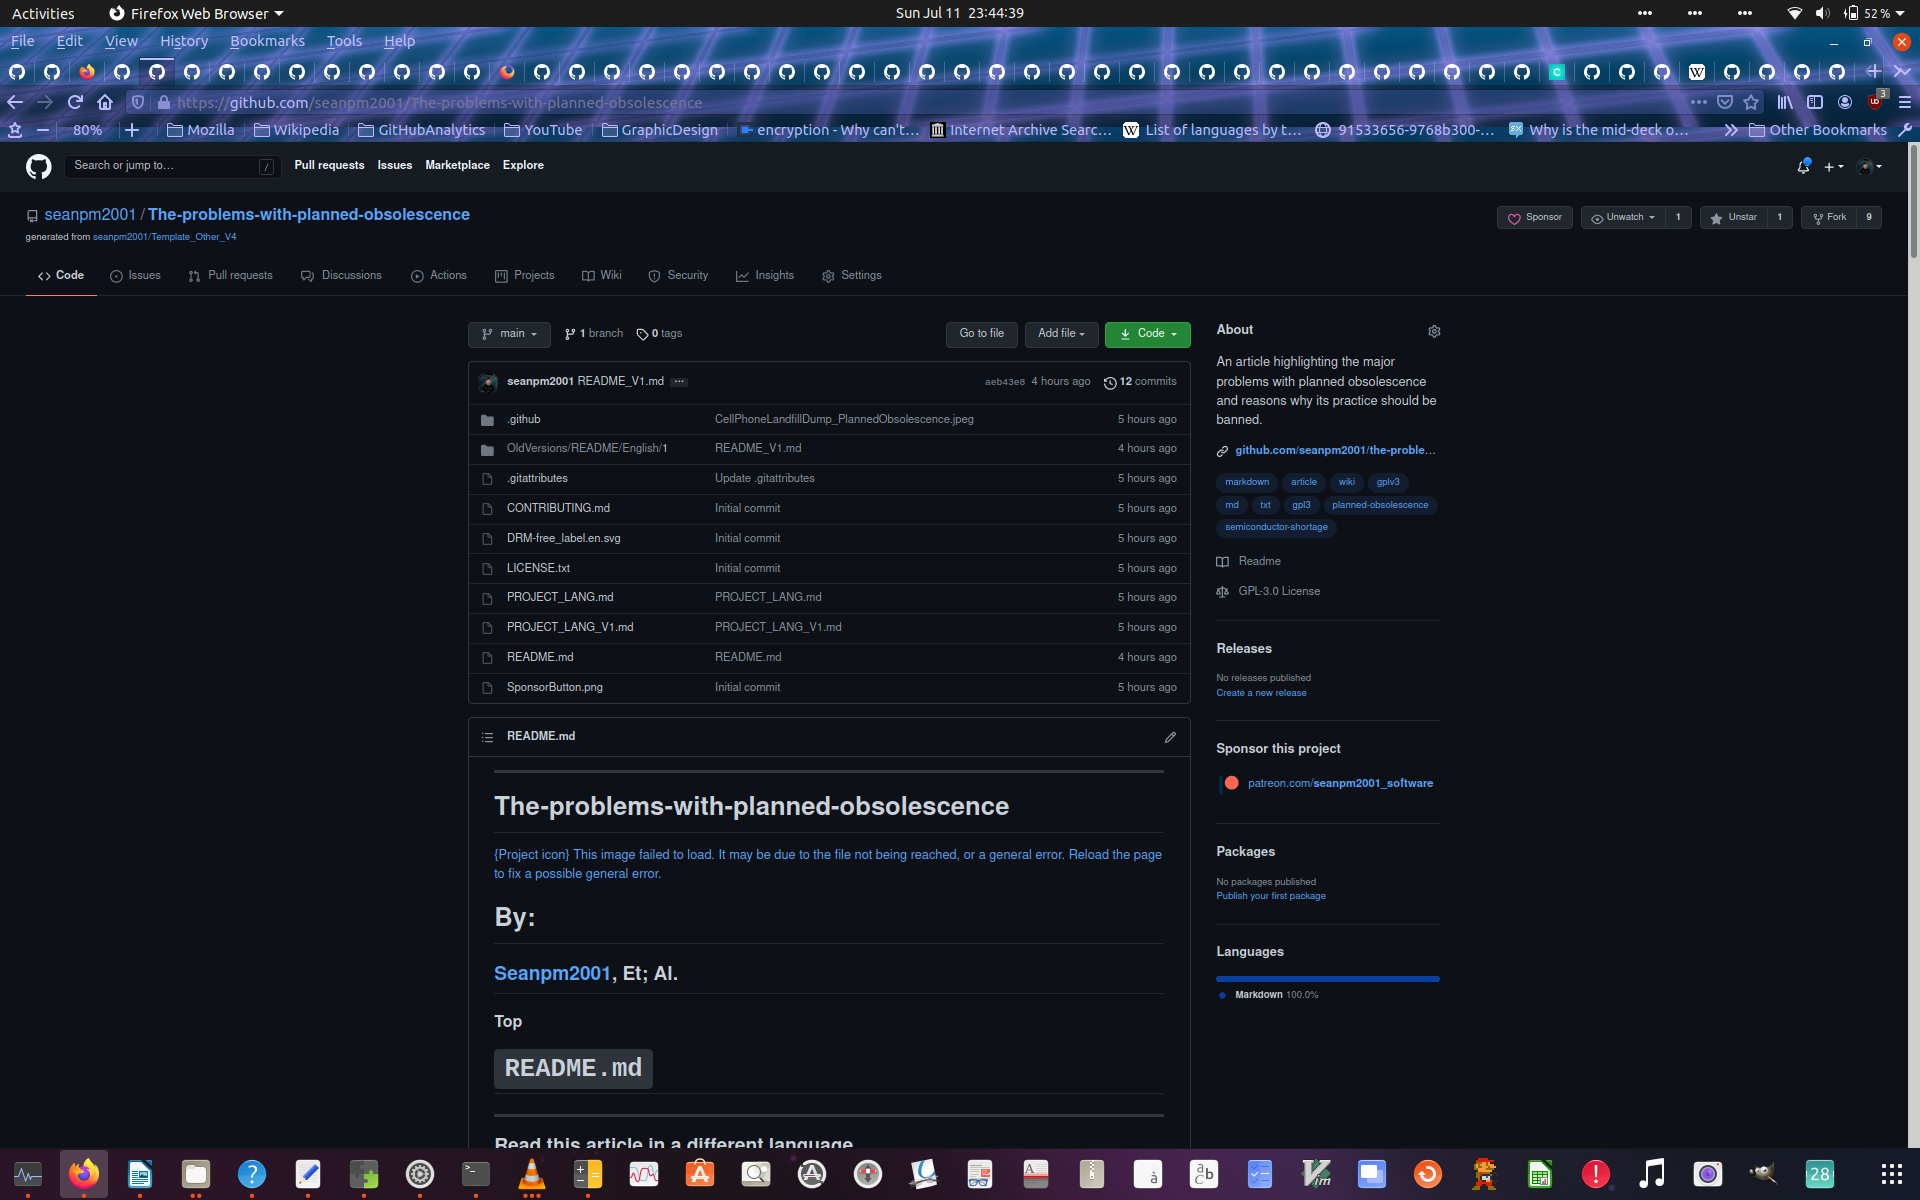 Activities
Firefox Web Browser
Sun Jul 11 23:44:39
52 %
File Edit View History Bookmarks Tools Help
https://github.com/seanpm2001/The-problems-with-planned-obsolescence
3
80%
Mozilla
Wikipedia
GitHubAnalytics
YouTube
GraphicDesign
encryption - Why can't…
Internet Archive Searc…
List of languages by t…
91533656-9768b300-…
Why is the mid-deck o…
Other Bookmarks
Search or jump to…
/
Pull requests Issues Marketplace Explore
seanpm2001 / The-problems-with-planned-obsolescence
generated from seanpm2001/Template_Other_V4
Sponsor
Unwatch 1
Unstar 1
Fork 9
Code Issues Pull requests Discussions Actions Projects Wiki Security Insights Settings
main
1 branch
0 tags
Go to file
Add file
Code
seanpm2001 README_V1.md ...
aeb43e8 4 hours ago
12 commits
.github CellPhoneLandfillDump_PlannedObsolescence.jpeg 5 hours ago
OldVersions/README/English/1 README_V1.md 4 hours ago
.gitattributes Update .gitattributes 5 hours ago
CONTRIBUTING.md Initial commit 5 hours ago
DRM-free_label.en.svg Initial commit 5 hours ago
LICENSE.txt Initial commit 5 hours ago
PROJECT_LANG.md PROJECT_LANG.md 5 hours ago
PROJECT_LANG_V1.md PROJECT_LANG_V1.md 5 hours ago
README.md README.md 4 hours ago
SponsorButton.png Initial commit 5 hours ago
README.md
The-problems-with-planned-obsolescence
{Project icon} This image failed to load. It may be due to the file not being reached, or a general error. Reload the page
to fix a possible general error.
By:
Seanpm2001, Et; Al.
Top
README.md
Read this article in a different language
About
An article highlighting the major
problems with planned obsolescence
and reasons why its practice should be
banned.
github.com/seanpm2001/the-proble…
markdown article wiki gplv3
md txt gpl3 planned-obsolescence
semiconductor-shortage
Readme
GPL-3.0 License
Releases
No releases published
Create a new release
Sponsor this project
patreon.com/seanpm2001_software
Packages
No packages published
Publish your first package
Languages
Markdown 100.0%
28